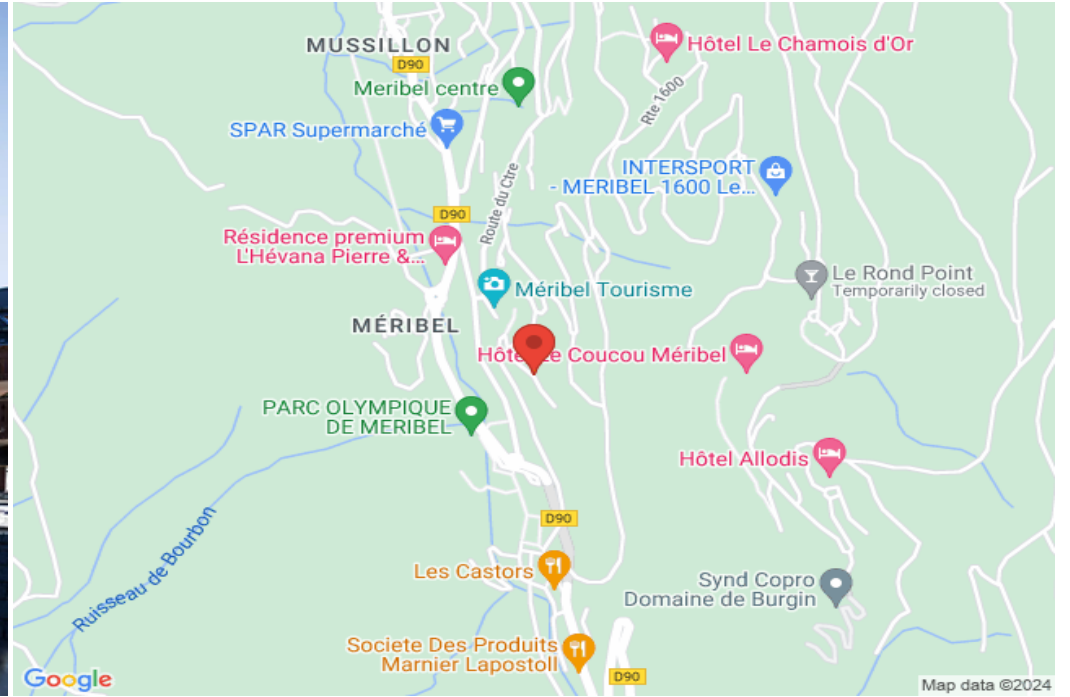 MUSSILLON
D90
Hôtel Le Chamois d'Or
Meribel centre
Rte 1600
SPAR Supermarché
INTERSPORT
- MERIBEL 1600 Le...
Route du Ctre
D90
Résidence premium
L'Hévana Pierre &...
Le Rond Point
Temporarily closed
Méribel Tourisme
MÉRIBEL
Hôtel Le Coucou Méribel
PARC OLYMPIQUE
DE MERIBEL
Hôtel Allodis
D90
Ruisseau de Bourbon
Les Castors
Synd Copro
Domaine de Burgin
Societe Des Produits
Marnier Lapostoll
D90
Google
Map data ©2024